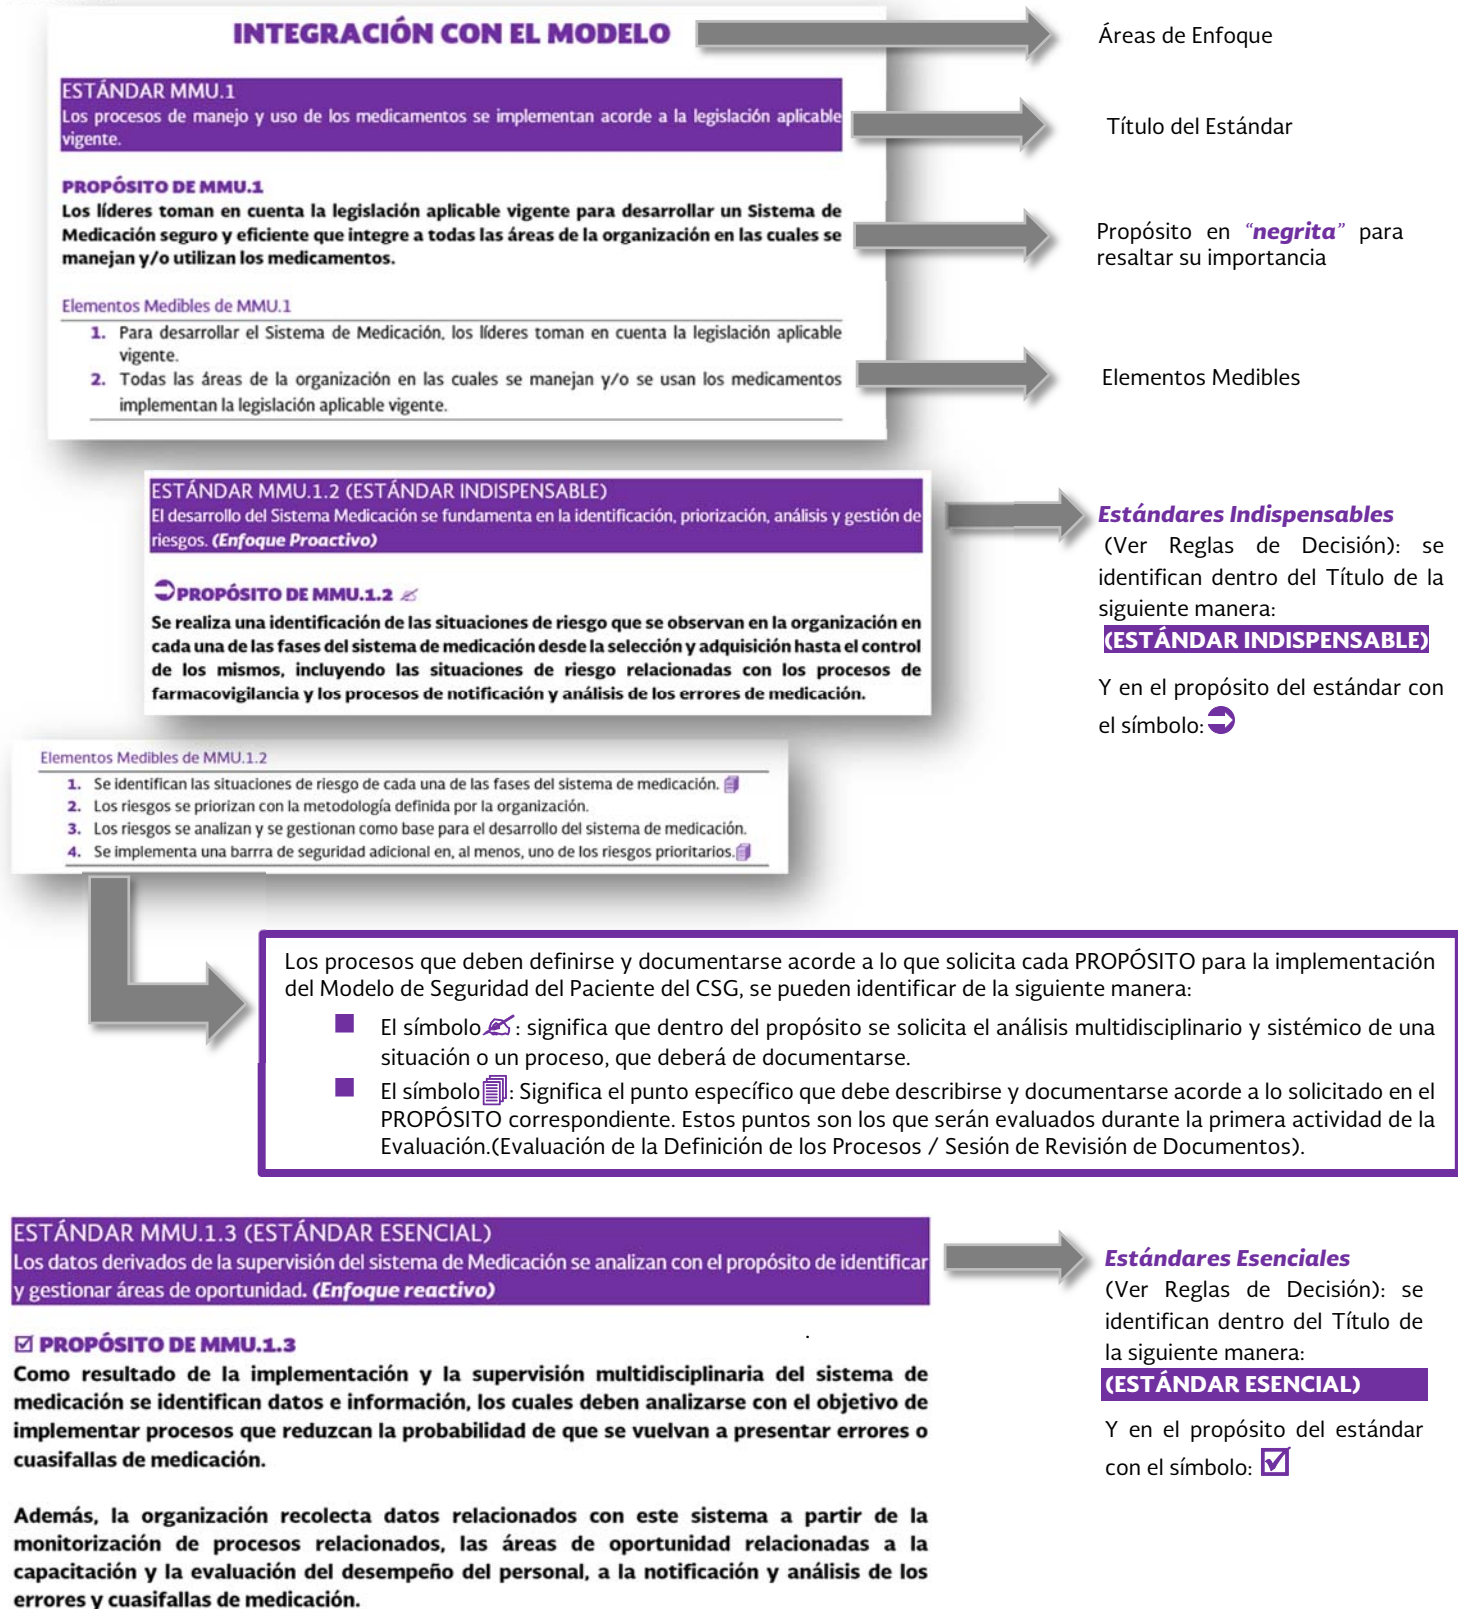 INTEGRACIÓN CON EL MODELO
Áreas de Enfoque
ESTÁNDAR MMU.1
Los procesos de manejo y uso de los medicamentos se implementan acorde a la legislación aplicable
vigente.
Título del Estándar
PROPÓSITO DE MMU.1
Los líderes toman en cuenta la legislación aplicable vigente para desarrollar un Sistema de
Medicación seguro y eficiente que integre a todas las áreas de la organización en las cuales se
manejan y/o utilizan los medicamentos.
Propósito en “negrita” para
resaltar su importancia
Elementos Medibles de MMU.1
1. Para desarrollar el Sistema de Medicación, los líderes toman en cuenta la legislación aplicable
vigente.
2. Todas las áreas de la organización en las cuales se manejan y/o se usan los medicamentos
implementan la legislación aplicable vigente.
Elementos Medibles
ESTÁNDAR MMU.1.2 (ESTÁNDAR INDISPENSABLE)
El desarrollo del Sistema Medicación se fundamenta en la identificación, priorización, análisis y gestión de
riesgos. (Enfoque Proactivo)
PROPÓSITO DE MMU.1.2
Se realiza una identificación de las situaciones de riesgo que se observan en la organización en
cada una de las fases del sistema de medicación desde la selección y adquisición hasta el control
de los mismos, incluyendo las situaciones de riesgo relacionadas con los procesos de
farmacovigilancia y los procesos de notificación y análisis de los errores de medicación.
Estándares Indispensables
(Ver Reglas de Decisión): se
identifican dentro del Título de la
siguiente manera:
(ESTÁNDAR INDISPENSABLE)
Y en el propósito del estándar con
el símbolo:
Elementos Medibles de MMU.1.2
1. Se identifican las situaciones de riesgo de cada una de las fases del sistema de medicación.
2. Los riesgos se priorizan con la metodología definida por la organización.
3. Los riesgos se analizan y se gestionan como base para el desarrollo del sistema de medicación.
4. Se implementa una barrra de seguridad adicional en, al menos, uno de los riesgos prioritarios.
Los procesos que deben definirse y documentarse acorde a lo que solicita cada PROPÓSITO para la implementación
del Modelo de Seguridad del Paciente del CSG, se pueden identificar de la siguiente manera:
■ El símbolo : significa que dentro del propósito se solicita el análisis multidisciplinario y sistémico de una
situación o un proceso, que deberá de documentarse.
■ El símbolo : Significa el punto específico que debe describirse y documentarse acorde a lo solicitado en el
PROPÓSITO correspondiente. Estos puntos son los que serán evaluados durante la primera actividad de la
Evaluación.(Evaluación de la Definición de los Procesos / Sesión de Revisión de Documentos).
ESTÁNDAR MMU.1.3 (ESTÁNDAR ESENCIAL)
Los datos derivados de la supervisión del sistema de Medicación se analizan con el propósito de identificar
y gestionar áreas de oportunidad. (Enfoque reactivo)
☑ PROPÓSITO DE MMU.1.3
Como resultado de la implementación y la supervisión multidisciplinaria del sistema de
medicación se identifican datos e información, los cuales deben analizarse con el objetivo de
implementar procesos que reduzcan la probabilidad de que se vuelvan a presentar errores o
cuasifallas de medicación.
Además, la organización recolecta datos relacionados con este sistema a partir de la
monitorización de procesos relacionados, las áreas de oportunidad relacionadas a la
capacitación y la evaluación del desempeño del personal, a la notificación y análisis de los
errores y cuasifallas de medicación.
.
Estándares Esenciales
(Ver Reglas de Decisión): se
identifican dentro del Título de
la siguiente manera:
(ESTÁNDAR ESENCIAL)
Y en el propósito del estándar
con el símbolo: ☑